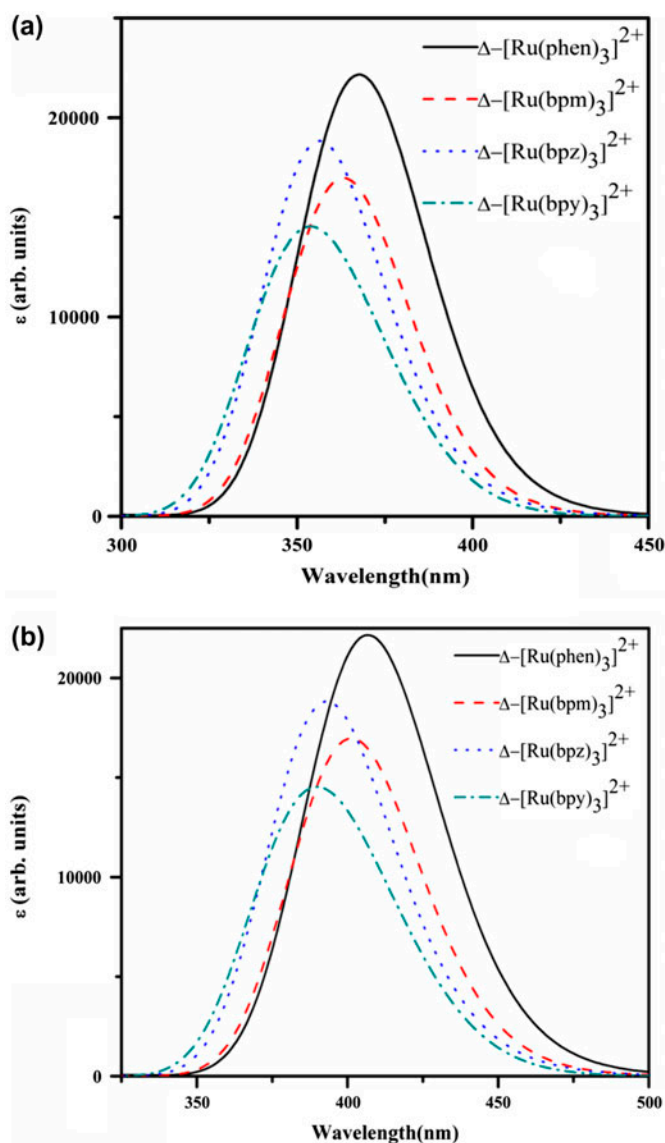 (a)
Δ–[Ru(phen)₃]²⁺
Δ–[Ru(bpm)₃]²⁺
Δ–[Ru(bpz)₃]²⁺
Δ–[Ru(bpy)₃]²⁺
20000
10000
0
ε (arb. units)
300 350 400 450
Wavelength(nm)
(b)
Δ–[Ru(phen)₃]²⁺
Δ–[Ru(bpm)₃]²⁺
Δ–[Ru(bpz)₃]²⁺
Δ–[Ru(bpy)₃]²⁺
20000
10000
0
ε (arb. units)
350 400 450 500
Wavelength(nm)